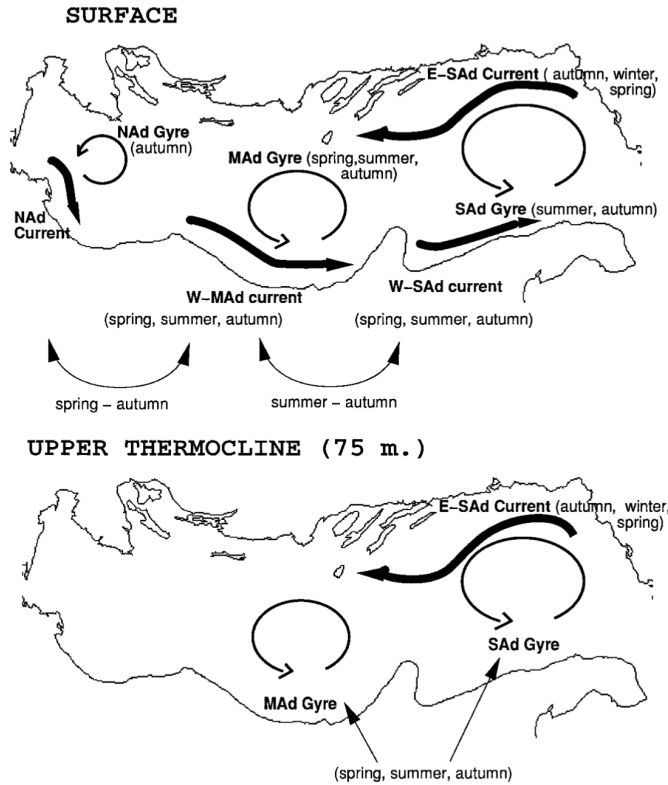 SURFACE
E–SAd Current ( autumn, winter,
spring)
NAd Gyre
(autumn)
MAd Gyre (spring,summer,
autumn)
SAd Gyre (summer, autumn)
NAd
Current
W–MAd current
(spring, summer, autumn)
W–SAd current
(spring, summer, autumn)
spring – autumn
summer – autumn
UPPER THERMOCLINE (75 m.)
E–SAd Current (autumn, winter,
spring)
SAd Gyre
MAd Gyre
(spring, summer, autumn)